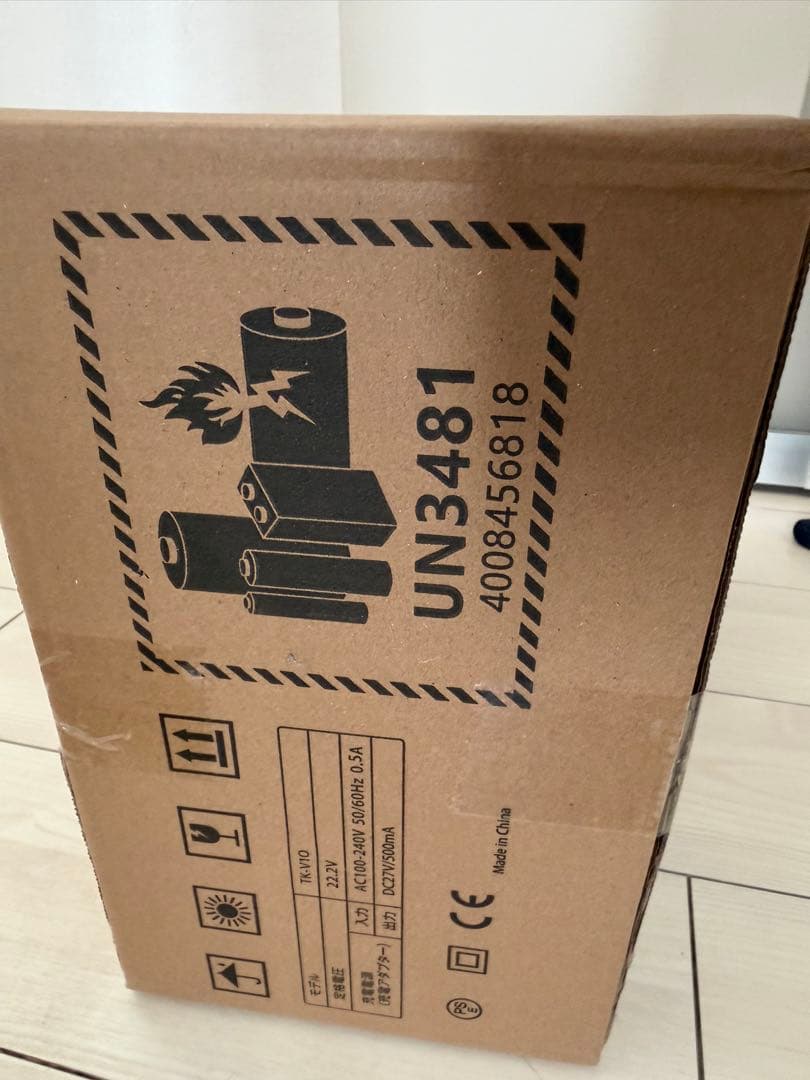 UN3481
4008456818
モデル TK-V10
定格電圧 22.2V
充電電源 (充電アダプター) 入力 AC100-240V 50/60Hz 0.5A
出力 DC27V/500mA
PS
E
CE
Made in China